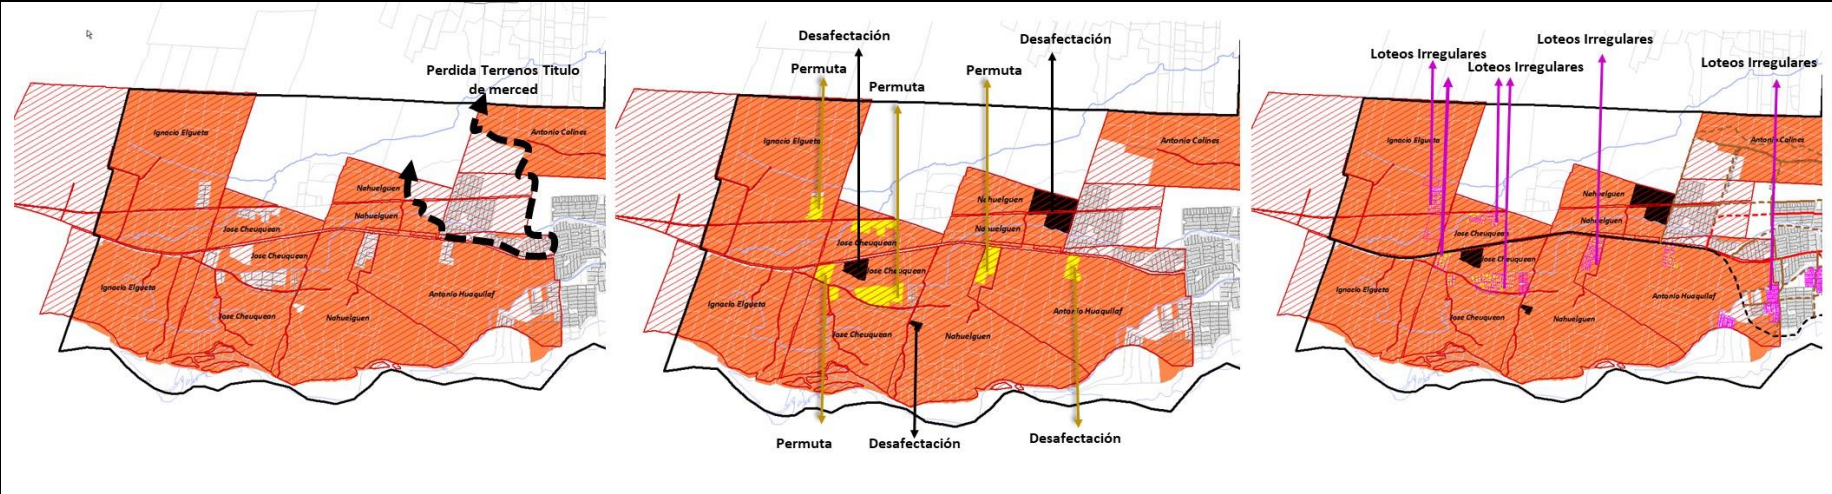 Perdida Terrenos Titulo
de merced
Ignacio Elgueta
Antonio Colines
Nahuelguen
Nahuelguen
Jose Cheuquean
Jose Cheuquean
Ignacio Elgueta
Antonio Huaquilaf
Jose Cheuquean
Nahuelguen
Desafectación
Desafectación
Permuta
Permuta
Permuta
Ignacio Elgueta
Antonio Colines
Nahuelguen
Nahuelguen
Jose Cheuquean
Jose Cheuquean
Ignacio Elgueta
Antonio Huaquilaf
Jose Cheuquean
Nahuelguen
Permuta
Desafectación
Desafectación
Loteos Irregulares
Loteos Irregulares
Loteos Irregulares
Loteos Irregulares
Ignacio Elgueta
Antonio Colines
Nahuelguen
Nahuelguen
Jose Cheuquean
Jose Cheuquean
Ignacio Elgueta
Antonio Huaquilaf
Jose Cheuquean
Nahuelguen